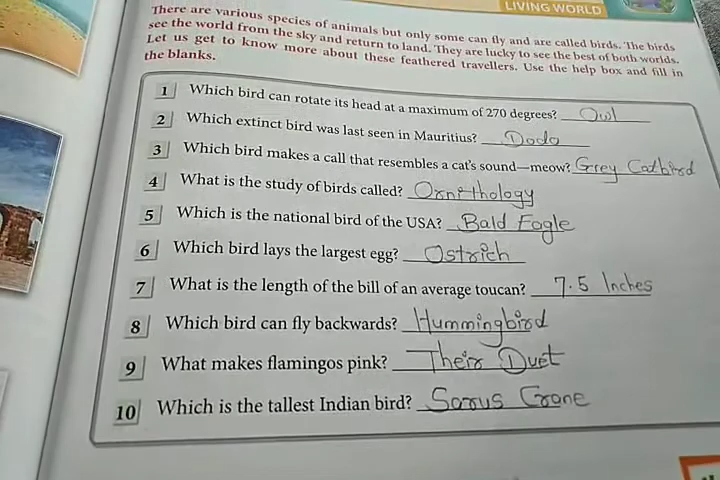 LIVING WORLD
There are various species of animals but only some can fly and are called birds. The birds
see the world from the sky and return to land. They are lucky to see the best of both worlds.
Let us get to know more about these feathered travellers. Use the help box and fill in
the blanks.
1 Which bird can rotate its head at a maximum of 270 degrees? Owl
2 Which extinct bird was last seen in Mauritius? Dodo
3 Which bird makes a call that resembles a cat's sound—meow? Grey Catbird
4 What is the study of birds called? Ornithology
5 Which is the national bird of the USA? Bald Eagle
6 Which bird lays the largest egg? Ostrich
7 What is the length of the bill of an average toucan? 7.5 Inches
8 Which bird can fly backwards? Hummingbird
9 What makes flamingos pink? Their Duet
10 Which is the tallest Indian bird? Sarus Crane